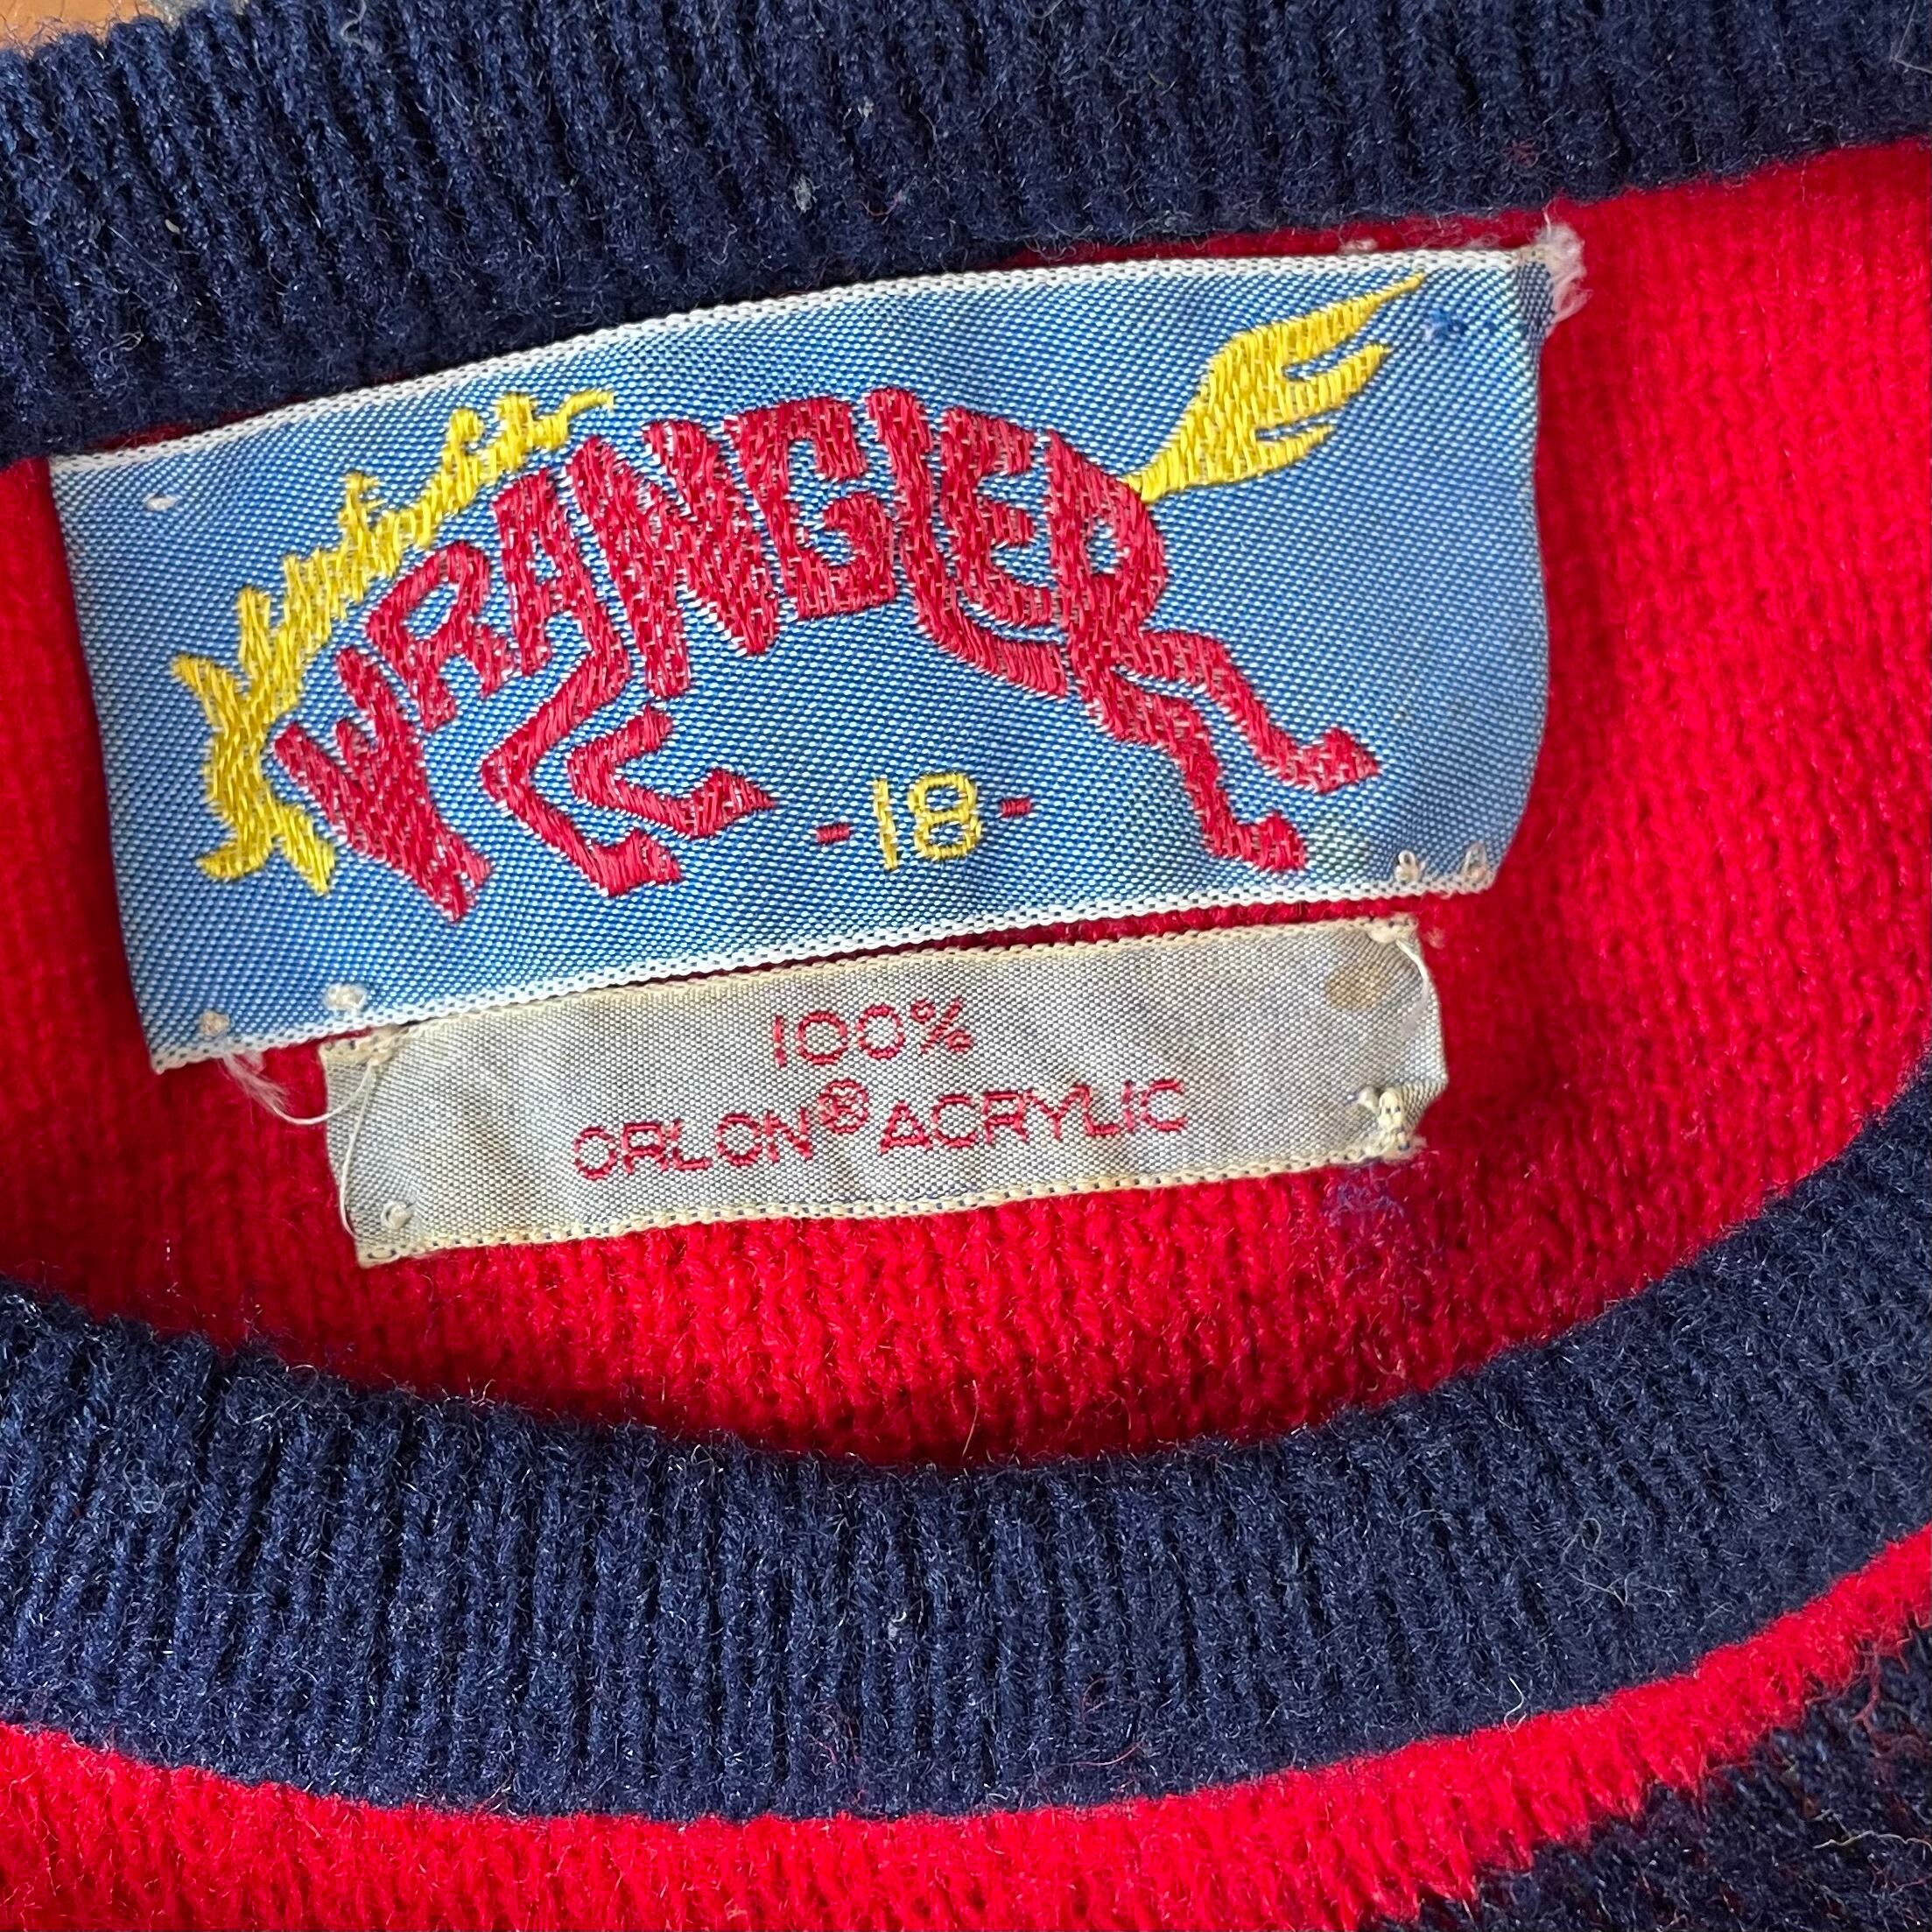 WRANGLER
-18-
100%
ORLON® ACRYLIC